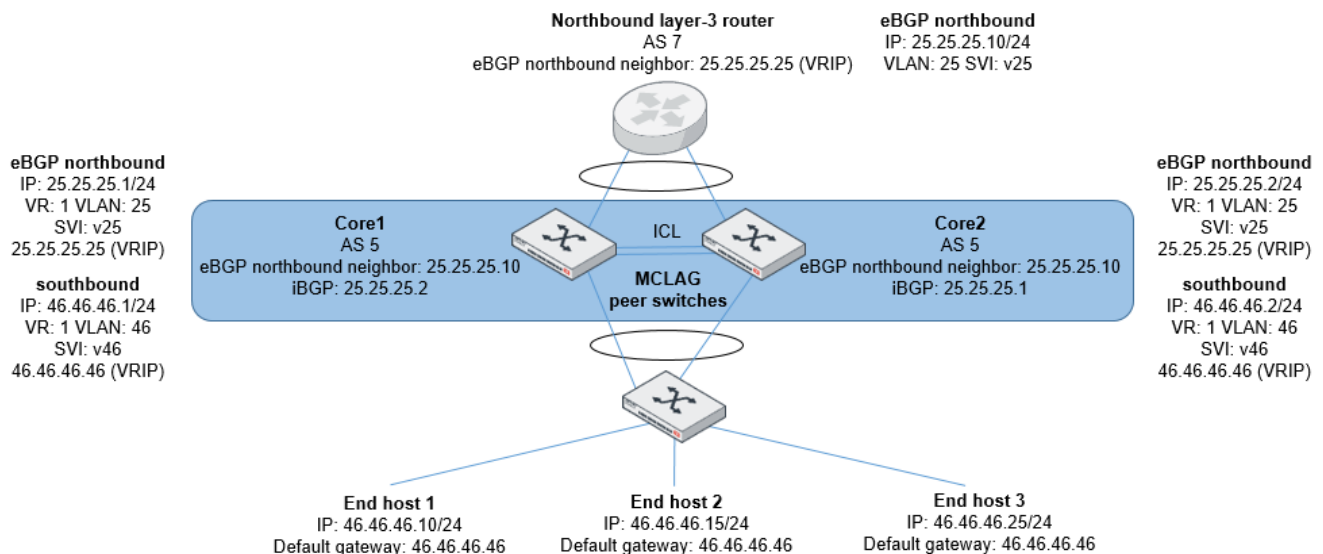 Northbound layer-3 router
AS 7
eBGP northbound neighbor: 25.25.25.25 (VRIP)
eBGP northbound
IP: 25.25.25.10/24
VLAN: 25 SVI: v25
eBGP northbound
IP: 25.25.25.1/24
VR: 1 VLAN: 25
SVI: v25
25.25.25.25 (VRIP)
southbound
IP: 46.46.46.1/24
VR: 1 VLAN: 46
SVI: v46
46.46.46.46 (VRIP)
Core1
AS 5
eBGP northbound neighbor: 25.25.25.10
iBGP: 25.25.25.2
ICL
MCLAG
peer switches
Core2
AS 5
eBGP northbound neighbor: 25.25.25.10
iBGP: 25.25.25.1
eBGP northbound
IP: 25.25.25.2/24
VR: 1 VLAN: 25
SVI: v25
25.25.25.25 (VRIP)
southbound
IP: 46.46.46.2/24
VR: 1 VLAN: 46
SVI: v46
46.46.46.46 (VRIP)
End host 1
IP: 46.46.46.10/24
Default gateway: 46.46.46.46
End host 2
IP: 46.46.46.15/24
Default gateway: 46.46.46.46
End host 3
IP: 46.46.46.25/24
Default gateway: 46.46.46.46